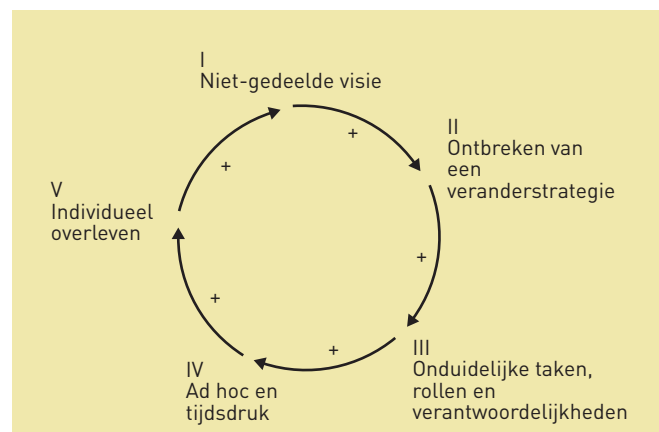 I
Niet-gedeelde visie
+
II
Ontbreken van
een
veranderstrategie
+
III
Onduidelijke taken,
rollen en
verantwoordelijkheden
+
IV
Ad hoc en
tijdsdruk
+
V
Individueel
overleven
+